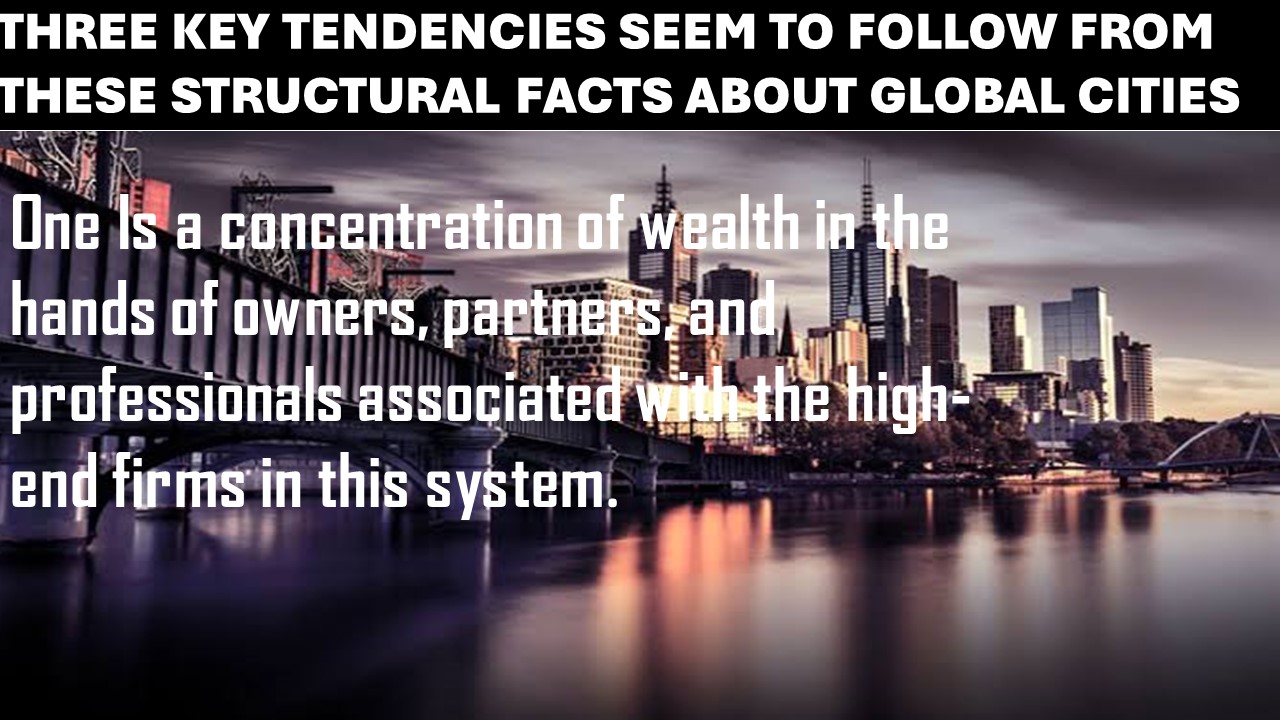 THREE KEY TENDENCIES SEEM TO FOLLOW FROM
THESE STRUCTURAL FACTS ABOUT GLOBAL CITIES
One Is a concentration of wealth in the
hands of owners, partners, and
professionals associated with the high-
end firms in this system.